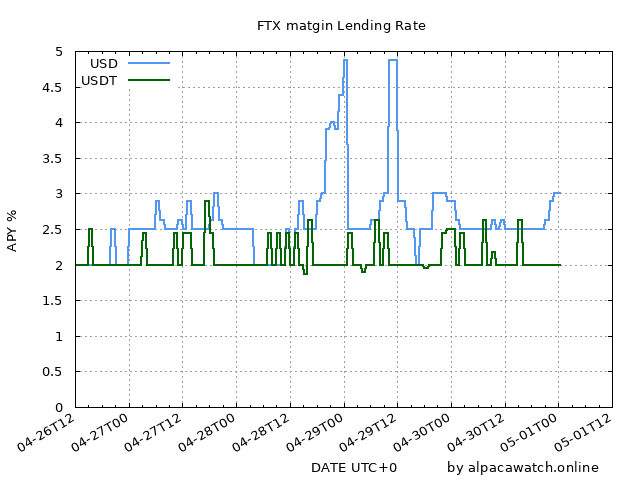 FTX matgin Lending Rate
USD
USDT
5
4.5
4
3.5
3
2.5
2
1.5
1
0.5
0
APY %
04-26T12
04-27T00
04-27T12
04-28T00
04-28T12
04-29T00
04-29T12
04-30T00
04-30T12
05-01T00
05-01T12
DATE UTC+0
by alpacawatch.online